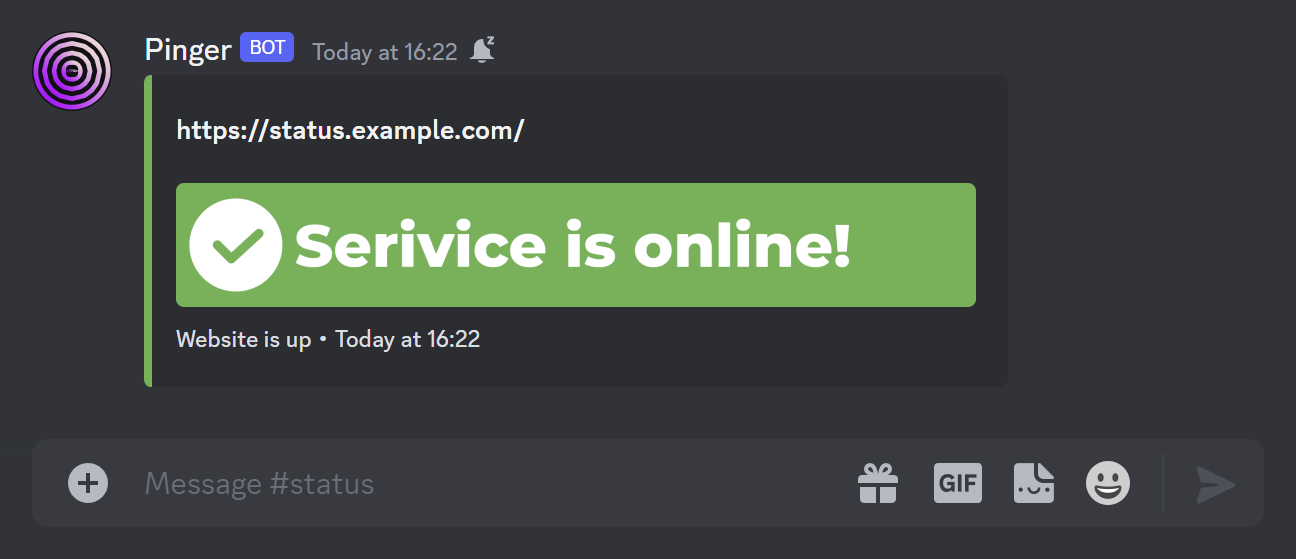 Pinger BOT Today at 16:22
https://status.example.com/
Serivice is online!
Website is up • Today at 16:22
Message #status
GIF